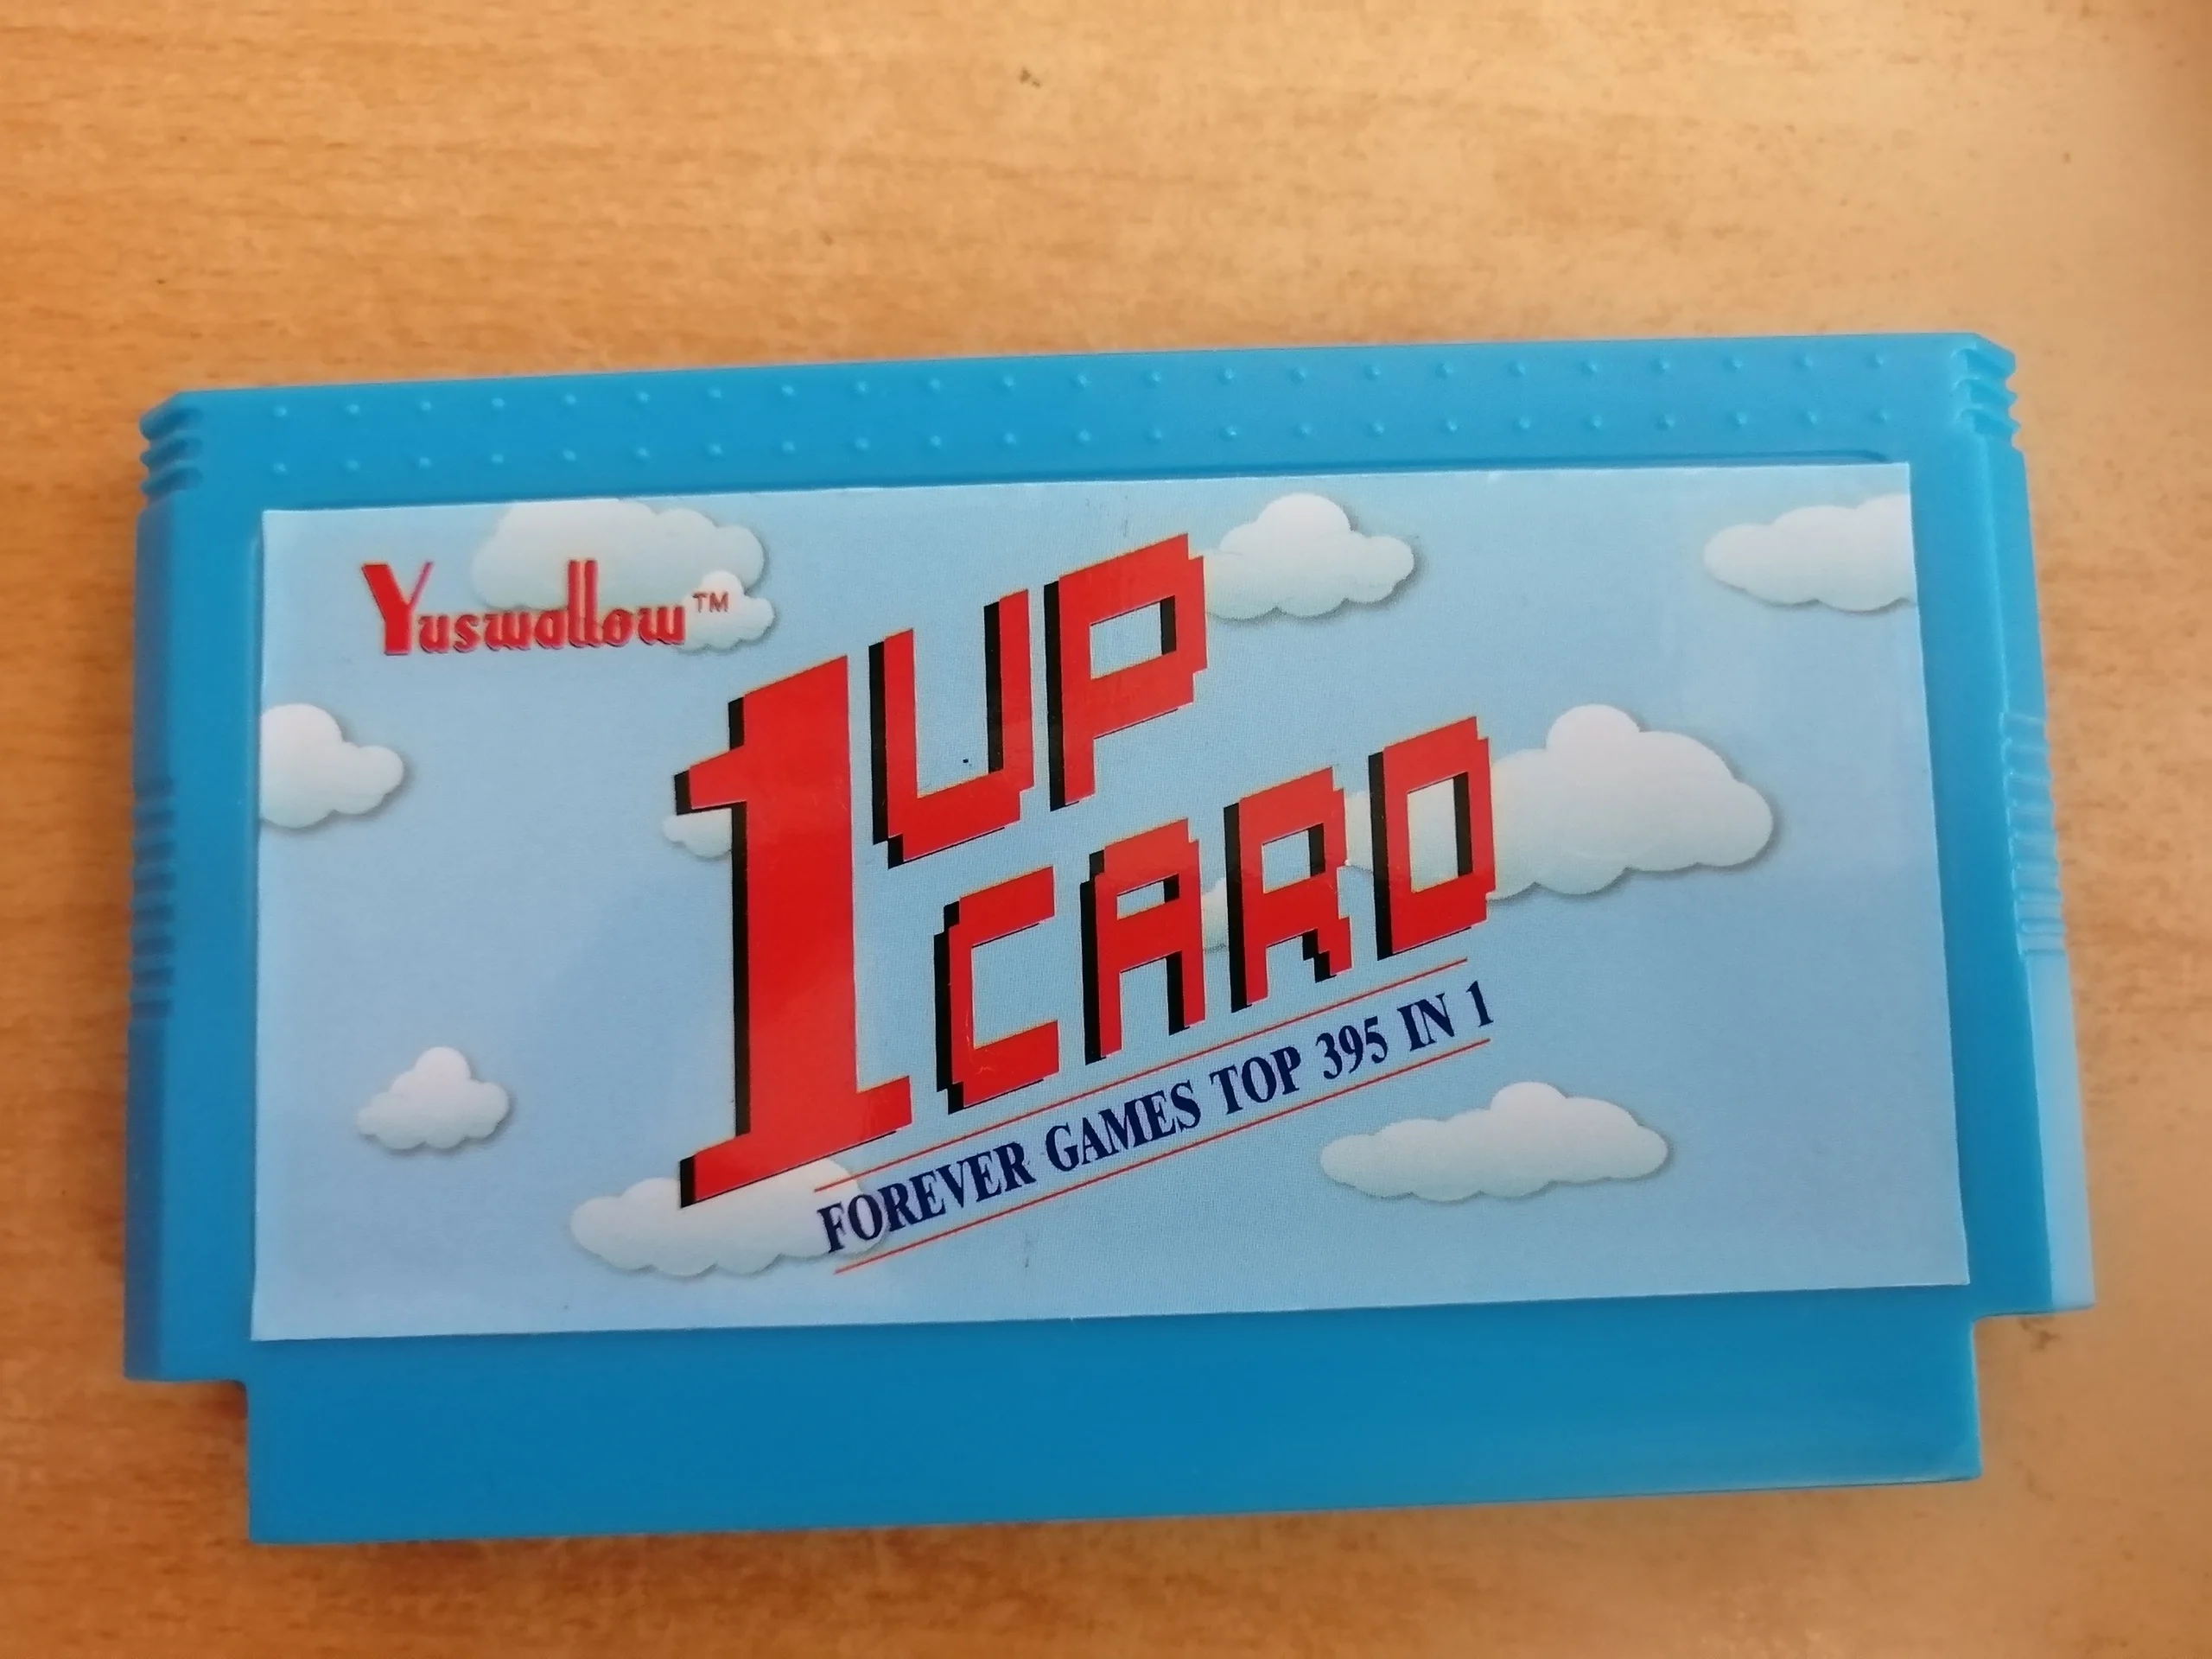 Yuswallow™
1UP
CARD
FOREVER GAMES TOP 395 IN 1